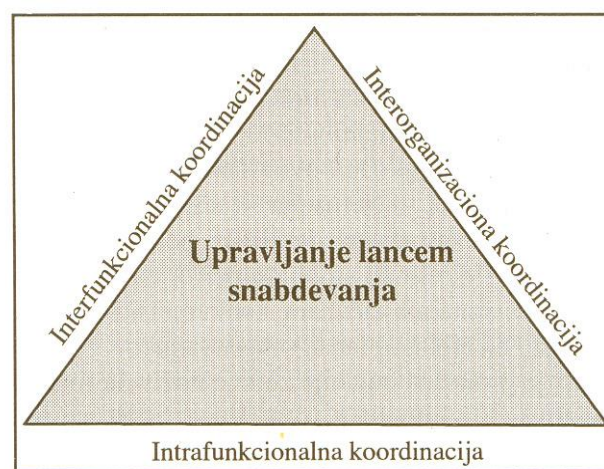 Interfunkcionalna koordinacija
Interorganizaciona koordinacija
Upravljanje lancem
snabdevanja
Intrafunkcionalna koordinacija